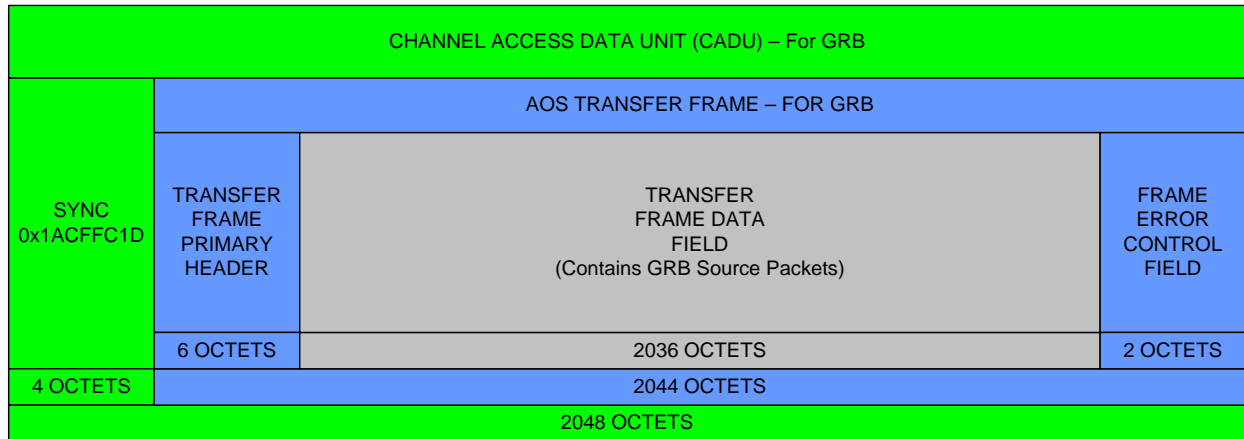 CHANNEL ACCESS DATA UNIT (CADU) – For GRB
AOS TRANSFER FRAME – FOR GRB
SYNC
0x1ACFFC1D
TRANSFER
FRAME
PRIMARY
HEADER
TRANSFER
FRAME DATA
FIELD
(Contains GRB Source Packets)
FRAME
ERROR
CONTROL
FIELD
6 OCTETS
2036 OCTETS
2 OCTETS
4 OCTETS
2044 OCTETS
2048 OCTETS